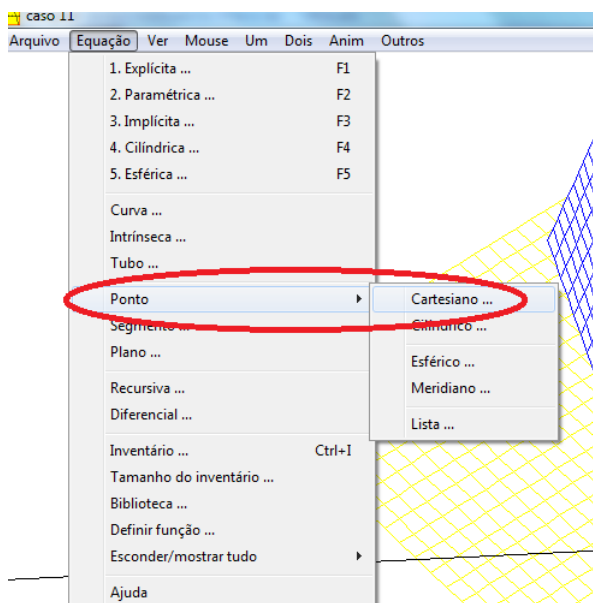 caso 11
Arquivo Equação Ver Mouse Um Dois Anim Outros
1. Explícita ... F1
2. Paramétrica ... F2
3. Implícita ... F3
4. Cilíndrica ... F4
5. Esférica ... F5
Curva ...
Intrínseca ...
Tubo ...
Ponto
Cartesiano ...
Segmento ...
Cilíndrico ...
Plano ...
Esférico ...
Recursiva ...
Meridiano ...
Diferencial ...
Lista ...
Inventário ... Ctrl+I
Tamanho do inventário ...
Biblioteca ...
Definir função ...
Esconder/mostrar tudo
Ajuda